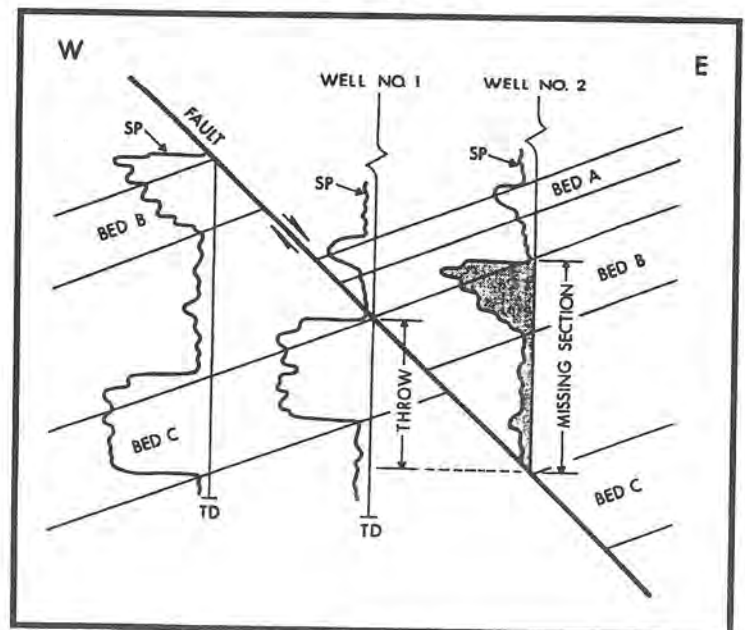 W
E
WELL NO. 1
WELL NO. 2
FAULT
SP
SP
SP
BED A
BED B
BED B
THROW
MISSING SECTION
BED C
BED C
TD
TD